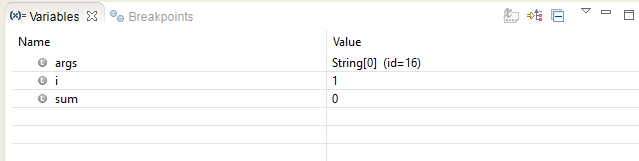 (x)= Variables Breakpoints
Name Value
args String[0] (id=16)
i 1
sum 0